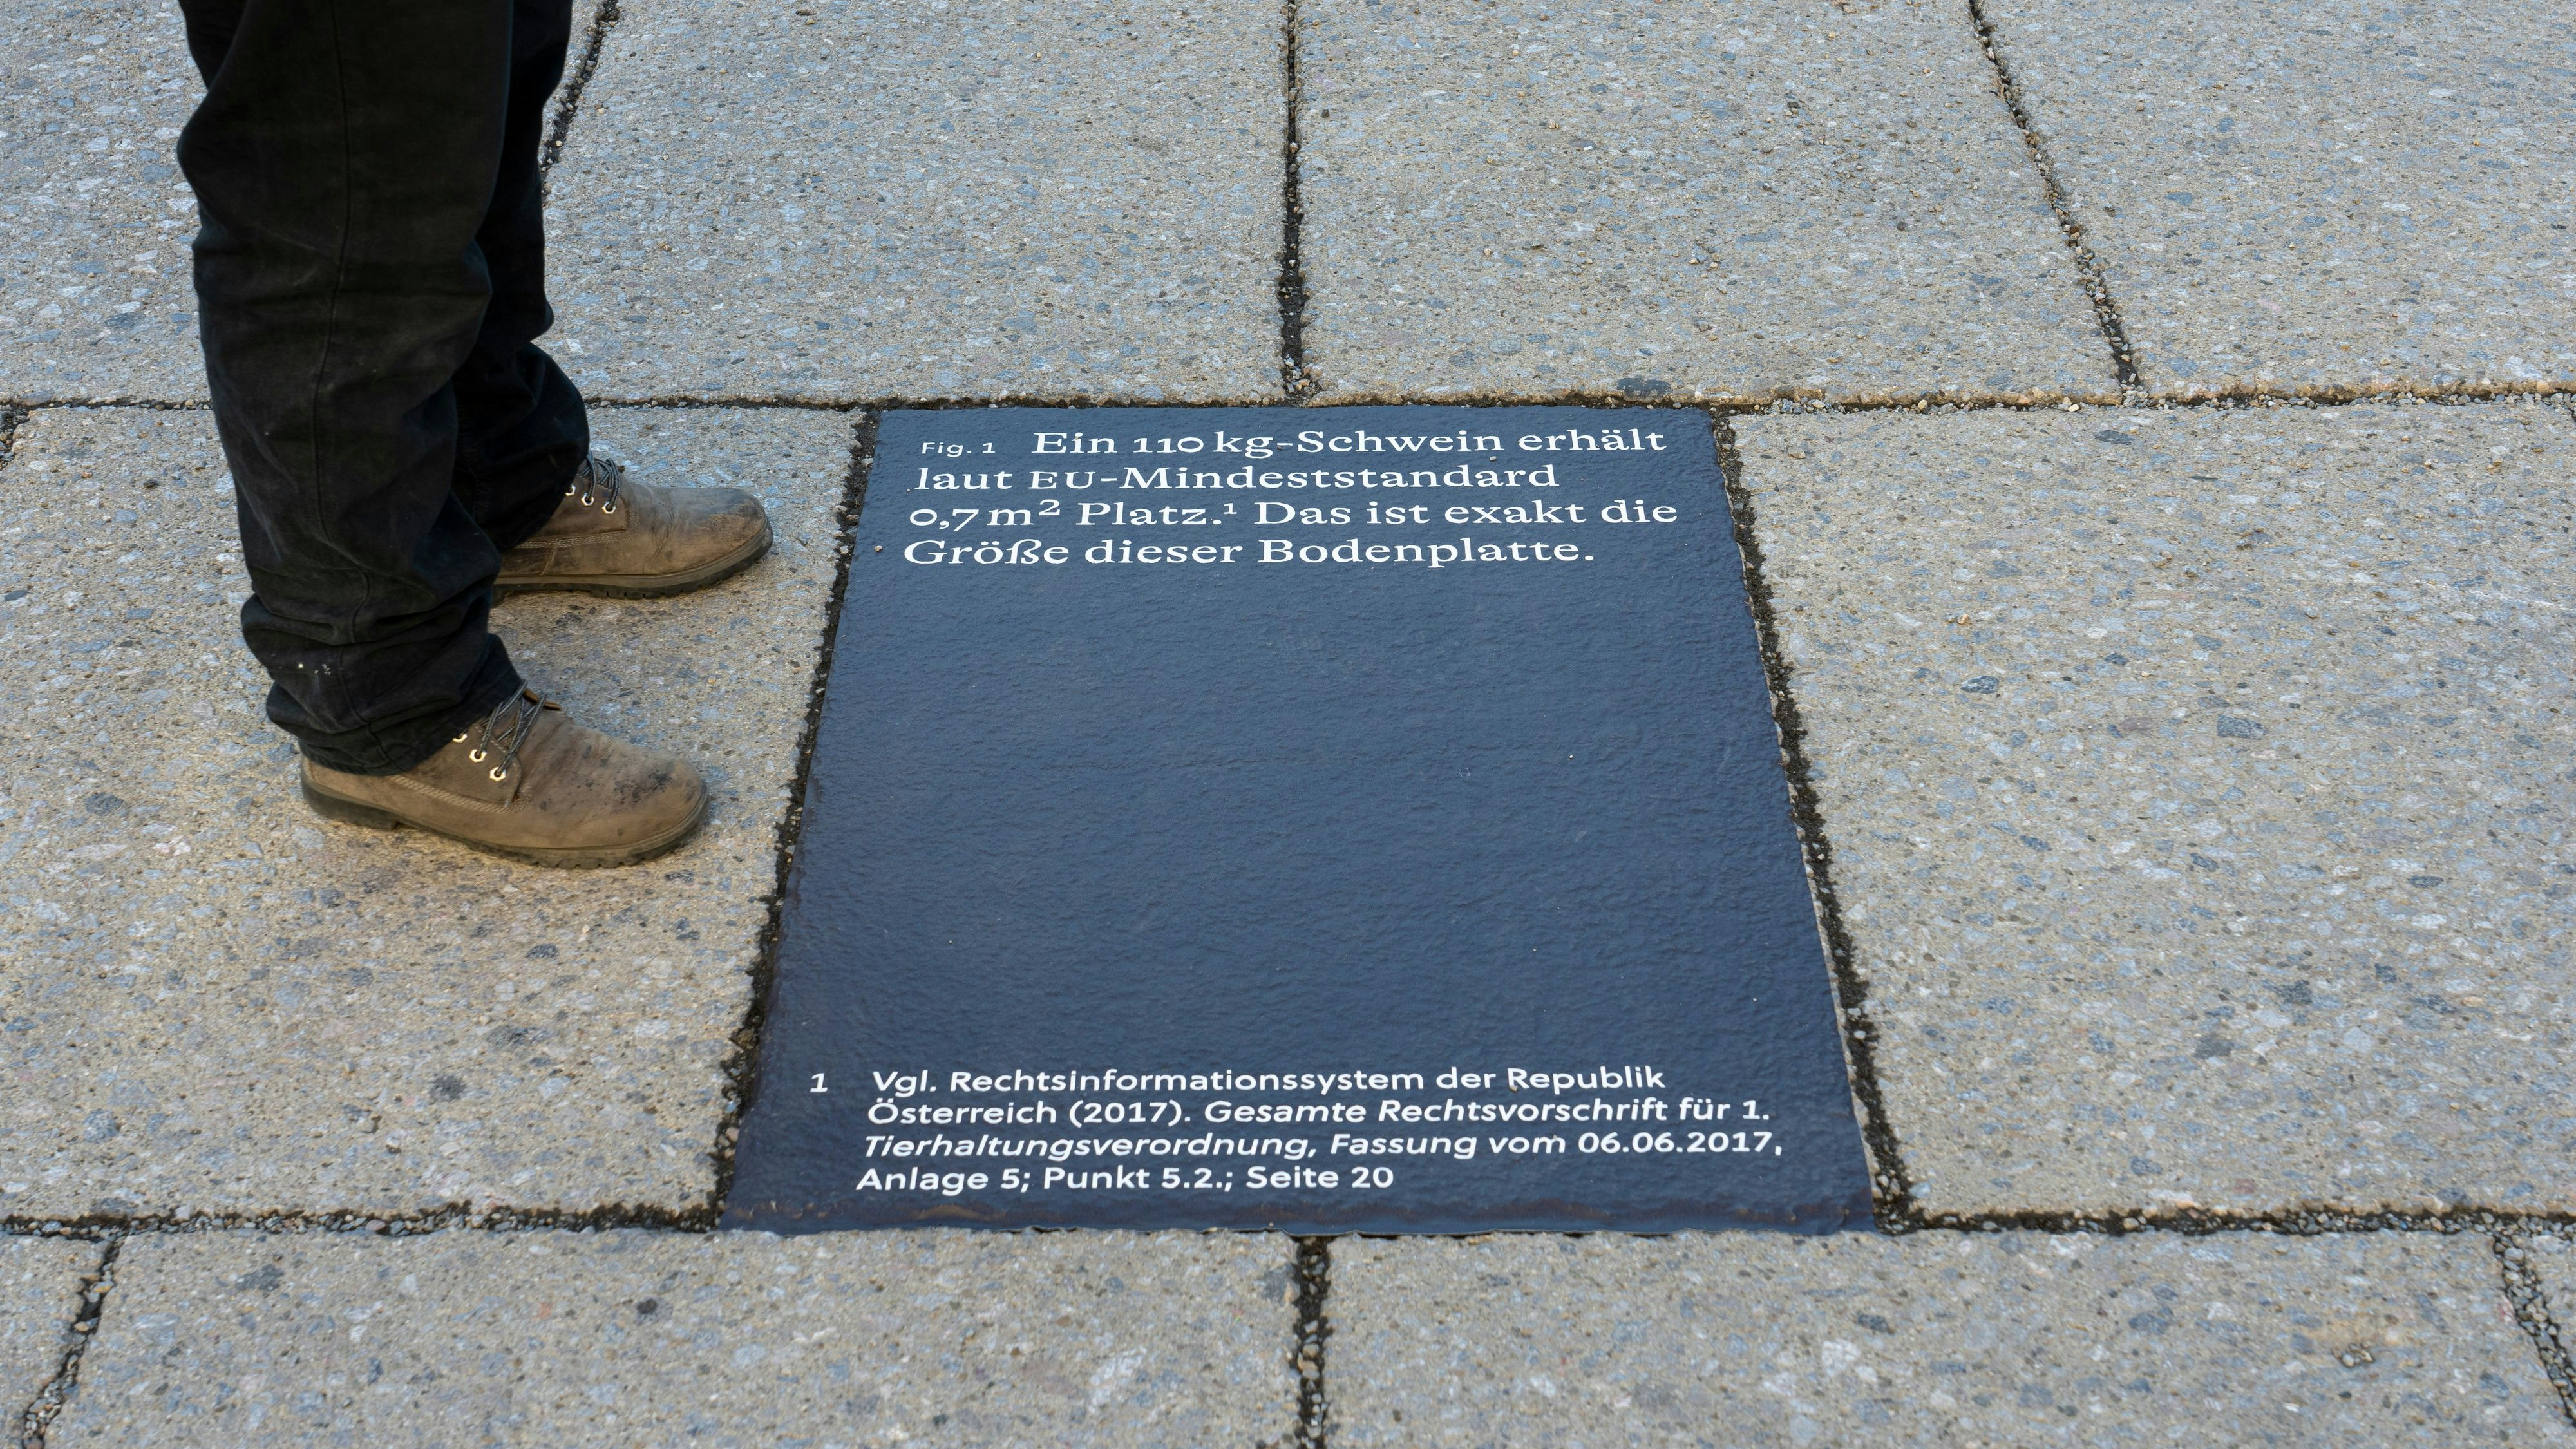 Fig. 1 Ein 110 kg-Schwein erhält
laut EU-Mindeststandard
0,7 m² Platz.¹ Das ist exakt die
Größe dieser Bodenplatte.
1 Vgl. Rechtsinformationssystem der Republik
Österreich (2017). Gesamte Rechtsvorschrift für 1.
Tierhaltungsverordnung, Fassung vom 06.06.2017,
Anlage 5; Punkt 5.2.; Seite 20